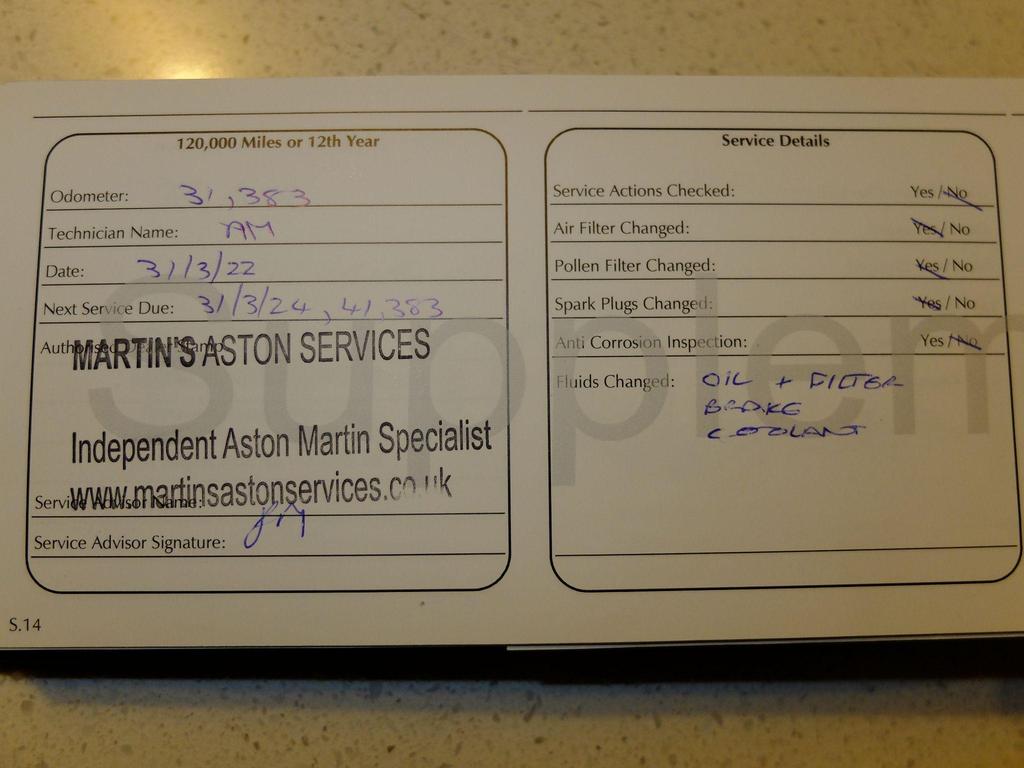 120,000 Miles or 12th Year
Odometer: 31,383
Technician Name: AM
Date: 31/3/22
Next Service Due: 31/3/24, 41,383
Authorised Dealer Stamp
MARTIN'S ASTON SERVICES
Independent Aston Martin Specialist
www.martinsastonservices.co.uk
Service Advisor Name:
Service Advisor Signature:
S.14
Service Details
Service Actions Checked: Yes / No
Air Filter Changed: Yes / No
Pollen Filter Changed: Yes / No
Spark Plugs Changed: Yes / No
Anti Corrosion Inspection: Yes / No
Fluids Changed: OIL + FILTER
BRAKE
COOLANT
Supplem